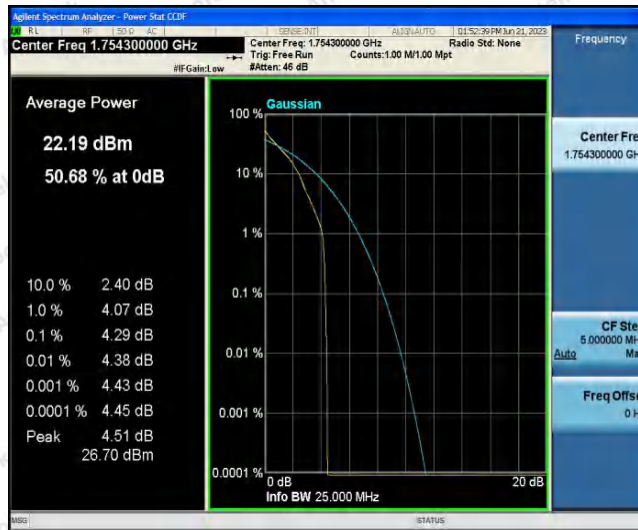 Agilent Spectrum Analyzer - Power Stat CCDF
RL RF 50 Ω AC SENSE:INT ALIGNAUTO 01:52:39 PM Jun 21, 2023
Center Freq 1.754300000 GHz
Center Freq: 1.754300000 GHz Radio Std: None
Trig: Free Run Counts:1.00 M/1.00 Mpt
#IFGain:Low #Atten: 46 dB
Frequency
Average Power
22.19 dBm
50.68 % at 0dB
10.0 % 2.40 dB
1.0 % 4.07 dB
0.1 % 4.29 dB
0.01 % 4.38 dB
0.001 % 4.43 dB
0.0001 % 4.45 dB
Peak 4.51 dB
26.70 dBm
Gaussian
100 %
10 %
1 %
0.1 %
0.01 %
0.001 %
0.0001 %
0 dB 20 dB
Info BW 25.000 MHz
Center Fre
1.754300000 GH
CF Ste
5.000000 MH
Auto Ma
Freq Offse
0 H
MSG STATUS